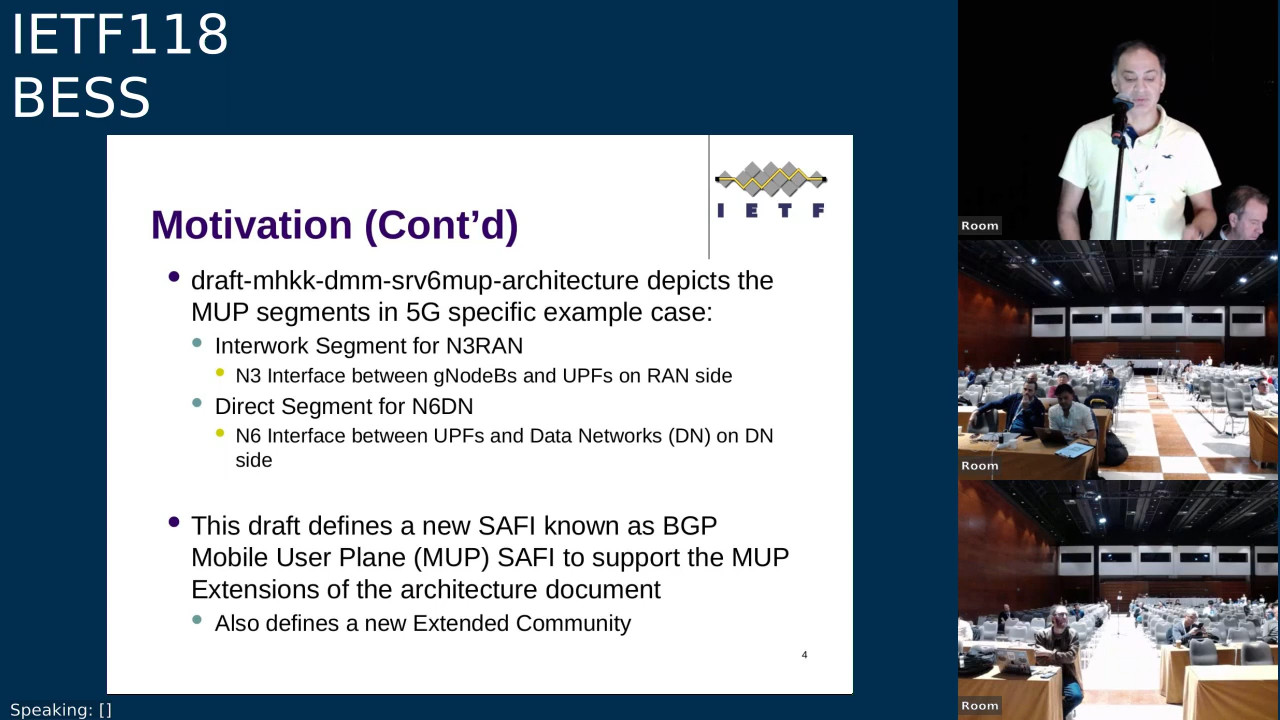 IETF118
BESS
I E T F
Motivation (Cont’d)
draft-mhkk-dmm-srv6mup-architecture depicts the
MUP segments in 5G specific example case:
Interwork Segment for N3RAN
N3 Interface between gNodeBs and UPFs on RAN side
Direct Segment for N6DN
N6 Interface between UPFs and Data Networks (DN) on DN
side
This draft defines a new SAFI known as BGP
Mobile User Plane (MUP) SAFI to support the MUP
Extensions of the architecture document
Also defines a new Extended Community
4
Speaking: []
Room
Room
Room